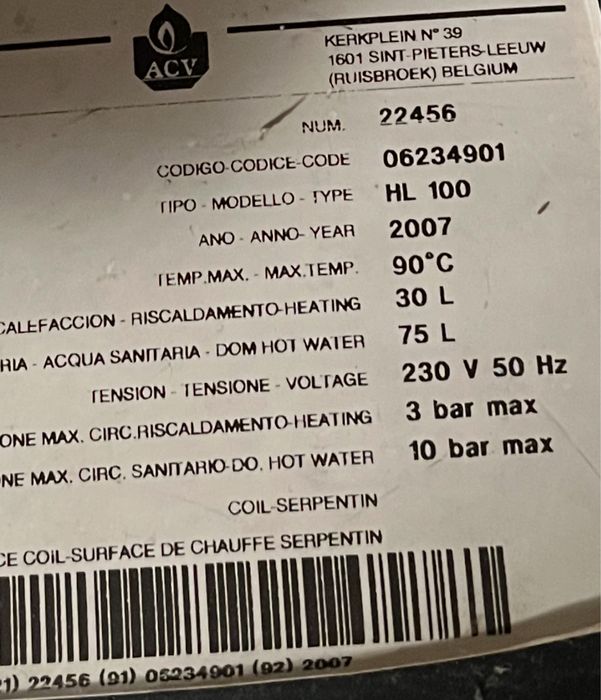 ACV
KERKPLEIN N° 39
1601 SINT-PIETERS-LEEUW
(RUISBROEK) BELGIUM
NUM. 22456
CODIGO-CODICE-CODE 06234901
TIPO - MODELLO - TYPE HL 100
ANO - ANNO- YEAR 2007
TEMP.MAX. - MAX.TEMP. 90°C
CALEFACCION - RISCALDAMENTO-HEATING 30 L
RIA - ACQUA SANITARIA - DOM HOT WATER 75 L
TENSION - TENSIONE - VOLTAGE 230 V 50 Hz
ONE MAX. CIRC.RISCALDAMENTO-HEATING 3 bar max
NE MAX. CIRC. SANITARIO-DO. HOT WATER 10 bar max
COIL-SERPENTIN
CE COIL-SURFACE DE CHAUFFE SERPENTIN
91) 22456 (91) 06234901 (92) 2007